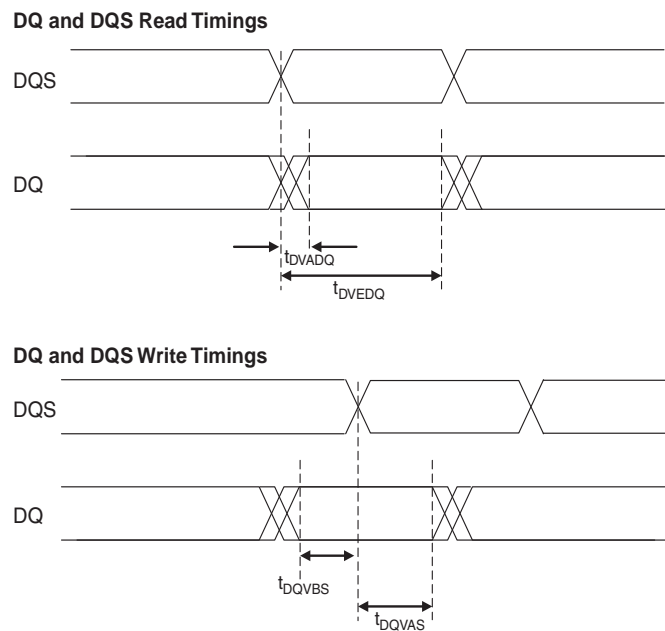 DQ and DQS Read Timings
DQS
DQ
tDVADQ
tDVEDQ
DQ and DQS Write Timings
DQS
DQ
tDQVBS
tDQVAS